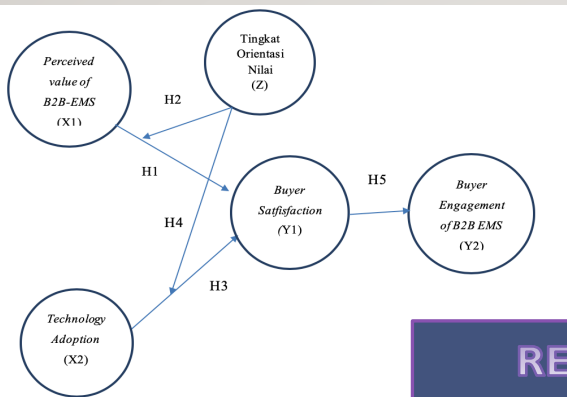 Perceived
value of
B2B-EMS
(X1)
Tingkat
Orientasi
Nilai
(Z)
H2
H1
H4
Buyer
Satfisfaction
(Y1)
H5
Buyer
Engagement
of B2B EMS
(Y2)
H3
Technology
Adoption
(X2)
RE